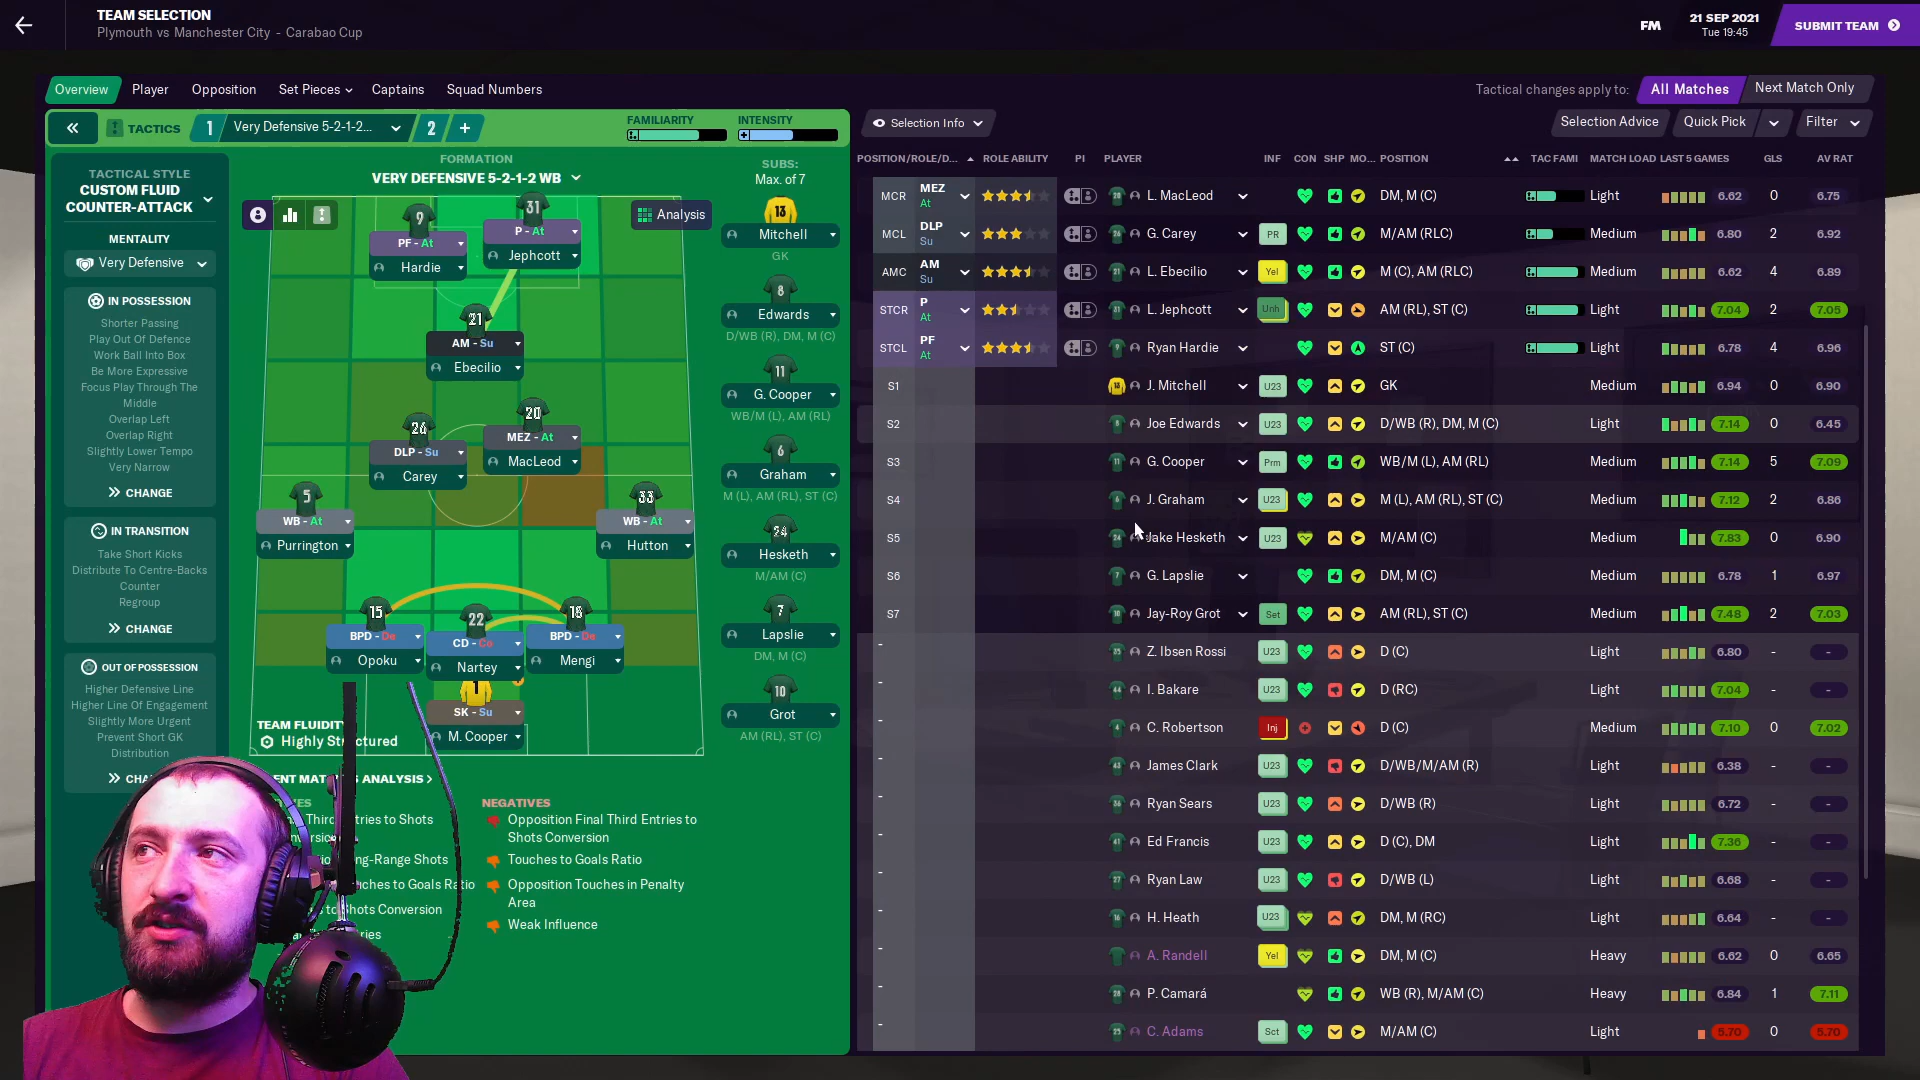 TEAM SELECTION
Plymouth vs Manchester City - Carabao Cup
FM
21 SEP 2021
Tue 19:45
SUBMIT TEAM
Overview
Player
Opposition
Set Pieces
Captains
Squad Numbers
Tactical changes apply to:
All Matches
Next Match Only
TACTICS
1
Very Defensive 5-2-1-2...
2
FAMILIARITY
INTENSITY
Selection Info
Selection Advice
Quick Pick
Filter
TACTICAL STYLE
CUSTOM FLUID
COUNTER-ATTACK
MENTALITY
Very Defensive
IN POSSESSION
Shorter Passing
Play Out Of Defence
Work Ball Into Box
Be More Expressive
Focus Play Through The
Middle
Overlap Left
Overlap Right
Slightly Lower Tempo
Very Narrow
CHANGE
IN TRANSITION
Take Short Kicks
Distribute To Centre-Backs
Counter
Regroup
CHANGE
OUT OF POSSESSION
Higher Defensive Line
Higher Line Of Engagement
Slightly More Urgent
Prevent Short GK
Distribution
FORMATION
VERY DEFENSIVE 5-2-1-2 WB
Analysis
9
PF - At
Hardie
31
P - At
Jephcott
21
AM - Su
Ebecilio
26
DLP - Su
Carey
20
MEZ - At
MacLeod
5
WB - At
Purrington
33
WB - At
Hutton
15
BPD - De
Opoku
22
CD - Co
Nartey
18
BPD - De
Mengi
1
SK - Su
M. Cooper
TEAM FLUIDITY
Highly Structured
SUBS:
Max. of 7
13
Mitchell
GK
8
Edwards
D/WB (R), DM, M (C)
11
G. Cooper
WB/M (L), AM (RL)
6
Graham
M (L), AM (RL), ST (C)
24
Hesketh
M/AM (C)
7
Lapslie
DM, M (C)
10
Grot
AM (RL), ST (C)
ANALYSIS
NEGATIVES
Opposition Final Third Entries to
Shots Conversion
Touches to Goals Ratio
Opposition Touches in Penalty
Area
Weak Influence
Entries to Shots
Long-Range Shots
Touches to Goals Ratio
to Shots Conversion
POSITION/ROLE/D... ROLE ABILITY PI PLAYER INF CON SHP MO... POSITION TAC FAMI MATCH LOAD LAST 5 GAMES GLS AV RAT
MCR MEZ At L. MacLeod DM, M (C) Light 6.62 0 6.75
MCL DLP Su G. Carey PR M/AM (RLC) Medium 6.80 2 6.92
AMC AM Su L. Ebecilio Yel M (C), AM (RLC) Medium 6.62 4 6.89
STCR P At L. Jephcott Unh AM (RL), ST (C) Light 7.04 2 7.05
STCL PF At Ryan Hardie ST (C) Light 6.78 4 6.96
S1 J. Mitchell U23 GK Medium 6.94 0 6.90
S2 Joe Edwards U23 D/WB (R), DM, M (C) Light 7.14 0 6.45
S3 G. Cooper Prm WB/M (L), AM (RL) Medium 7.14 5 7.09
S4 J. Graham U23 M (L), AM (RL), ST (C) Medium 7.12 2 6.86
S5 Jake Hesketh U23 M/AM (C) Medium 7.83 0 6.90
S6 G. Lapslie DM, M (C) Medium 6.78 1 6.97
S7 Jay-Roy Grot Set AM (RL), ST (C) Medium 7.48 2 7.03
- Z. Ibsen Rossi U23 D (C) Light 6.80 - -
- I. Bakare U23 D (RC) Light 7.04 - -
- C. Robertson Inj D (C) Medium 7.10 0 7.02
- James Clark U23 D/WB/M/AM (R) Light 6.38 - -
- Ryan Sears U23 D/WB (R) Light 6.72 - -
- Ed Francis U23 D (C), DM Light 7.36 - -
- Ryan Law U23 D/WB (L) Light 6.68 - -
- H. Heath U23 DM, M (RC) Light 6.64 - -
- A. Randell Yel DM, M (C) Heavy 6.62 0 6.65
- P. Camará WB (R), M/AM (C) Heavy 6.84 1 7.11
- C. Adams Sct M/AM (C) Light 5.70 0 5.70